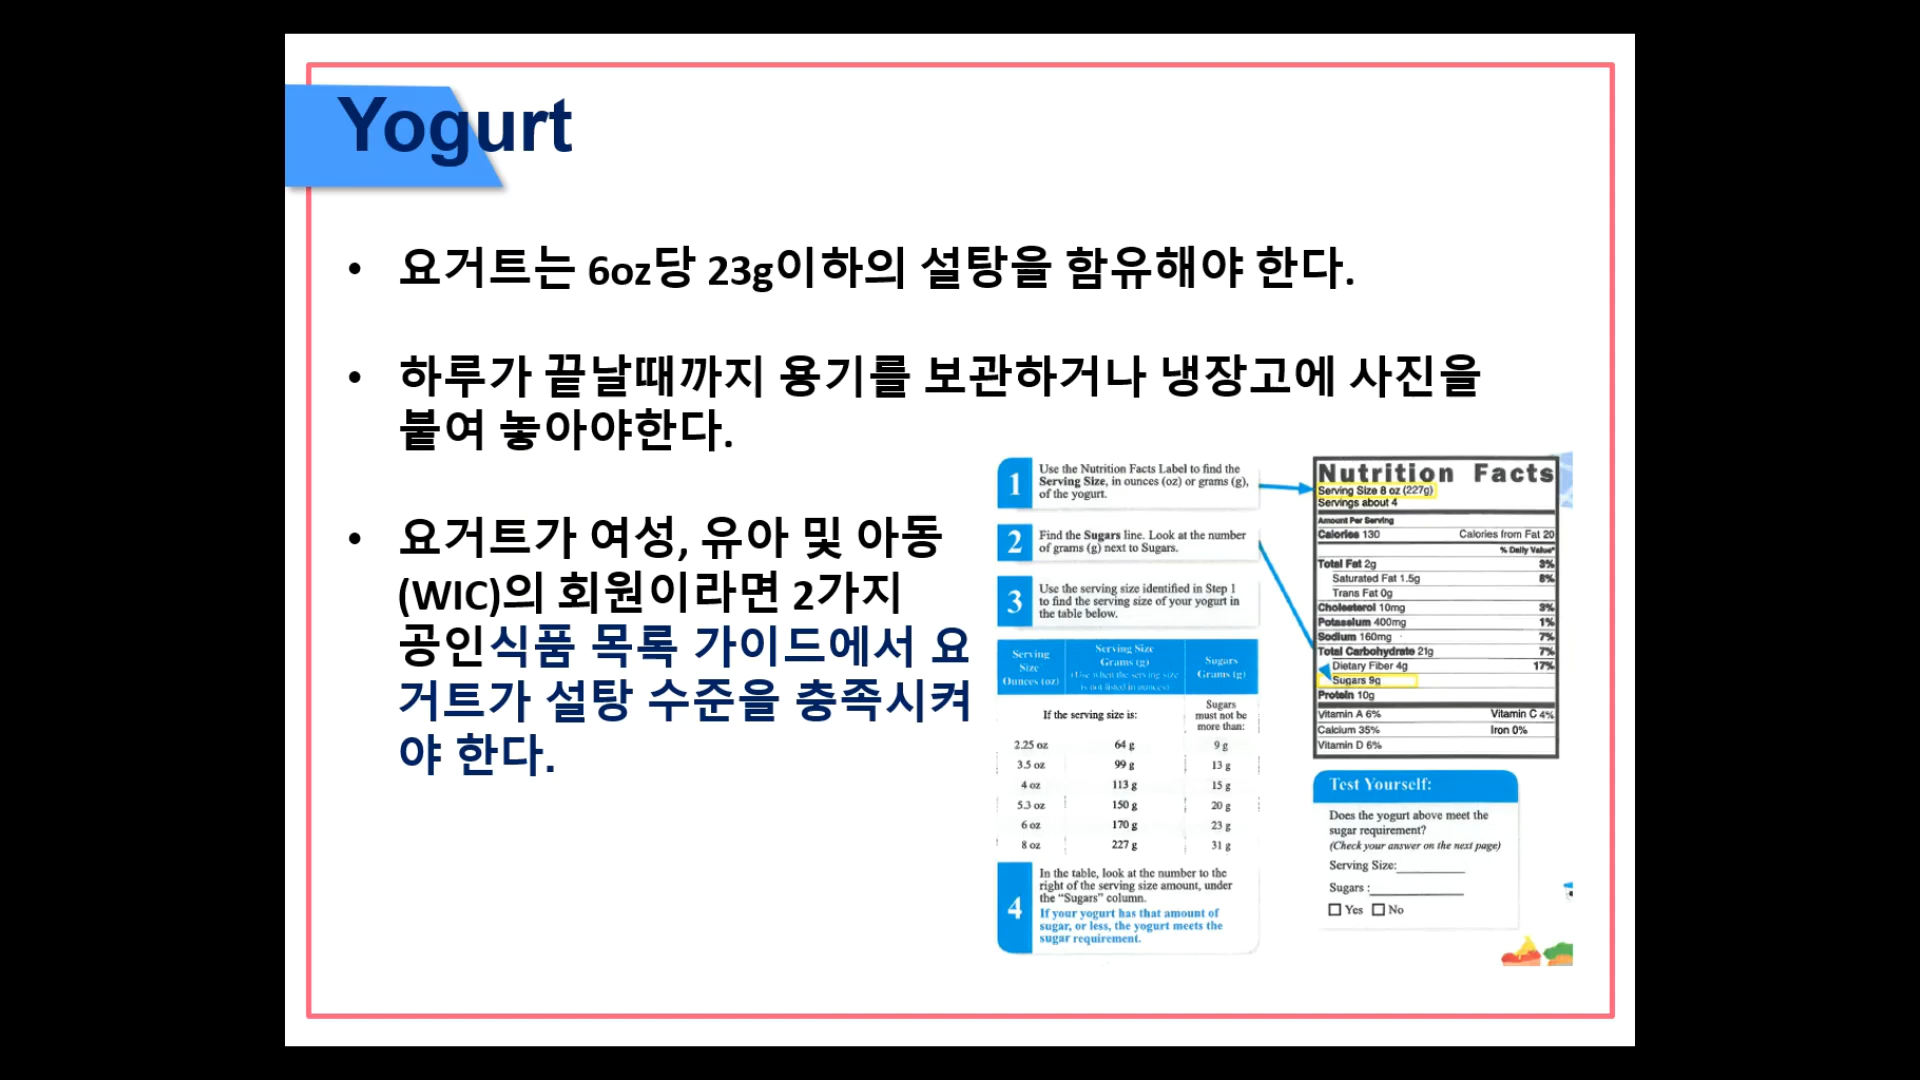 Yogurt
• 요거트는 6oz당 23g이하의 설탕을 함유해야 한다.
• 하루가 끝날때까지 용기를 보관하거나 냉장고에 사진을
붙여 놓아야한다.
• 요거트가 여성, 유아 및 아동
(WIC)의 회원이라면 2가지
공인식품 목록 가이드에서 요
거트가 설탕 수준을 충족시켜
야 한다.
1
Use the Nutrition Facts Label to find the
Serving Size, in ounces (oz) or grams (g),
of the yogurt.
2
Find the Sugars line. Look at the number
of grams (g) next to Sugars.
3
Use the serving size identified in Step 1
to find the serving size of your yogurt in
the table below.
Serving Size Ounces (oz)
Serving Size Grams (g) (Use when the serving size is not listed in ounces)
Sugars Grams (g)
If the serving size is:
Sugars must not be more than:
2.25 oz 64 g 9 g
3.5 oz 99 g 13 g
4 oz 113 g 15 g
5.3 oz 150 g 20 g
6 oz 170 g 23 g
8 oz 227 g 31 g
4
In the table, look at the number to the
right of the serving size amount, under
the “Sugars” column.
If your yogurt has that amount of
sugar, or less, the yogurt meets the
sugar requirement.
Nutrition Facts
Serving Size 8 oz (227g)
Servings about 4
Amount Per Serving
Calories 130 Calories from Fat 20
% Daily Value*
Total Fat 2g 3%
Saturated Fat 1.5g 8%
Trans Fat 0g
Cholesterol 10mg 3%
Potassium 400mg 1%
Sodium 160mg 7%
Total Carbohydrate 21g 7%
Dietary Fiber 4g 17%
Sugars 9g
Protein 10g
Vitamin A 6% Vitamin C 4%
Calcium 35% Iron 0%
Vitamin D 6%
Test Yourself:
Does the yogurt above meet the
sugar requirement?
(Check your answer on the next page)
Serving Size:
Sugars :
Yes No